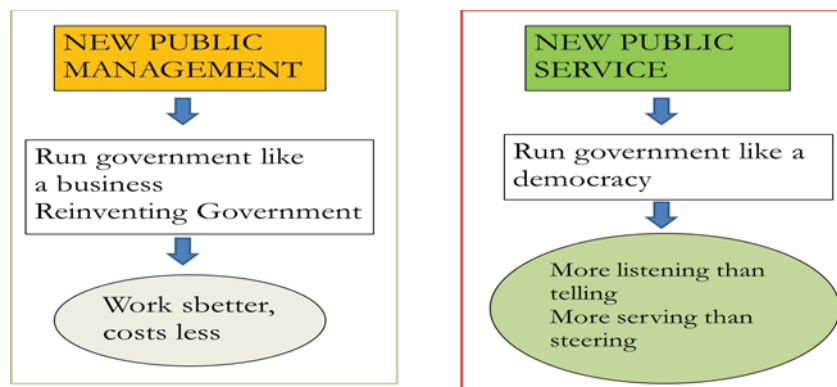 NEW PUBLIC
MANAGEMENT
Run government like
a business
Reinventing Government
Work sbetter,
costs less
NEW PUBLIC
SERVICE
Run government like a
democracy
More listening than
telling
More serving than
steering